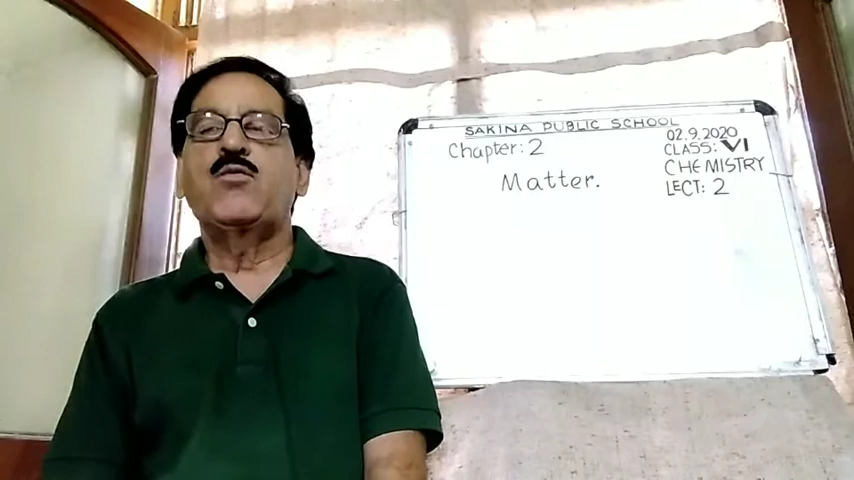 SAKINA PUBLIC SCHOOL
02.9.2020
Chapter: 2
CLASS: VI
CHEMISTRY
Matter.
LECT: 2